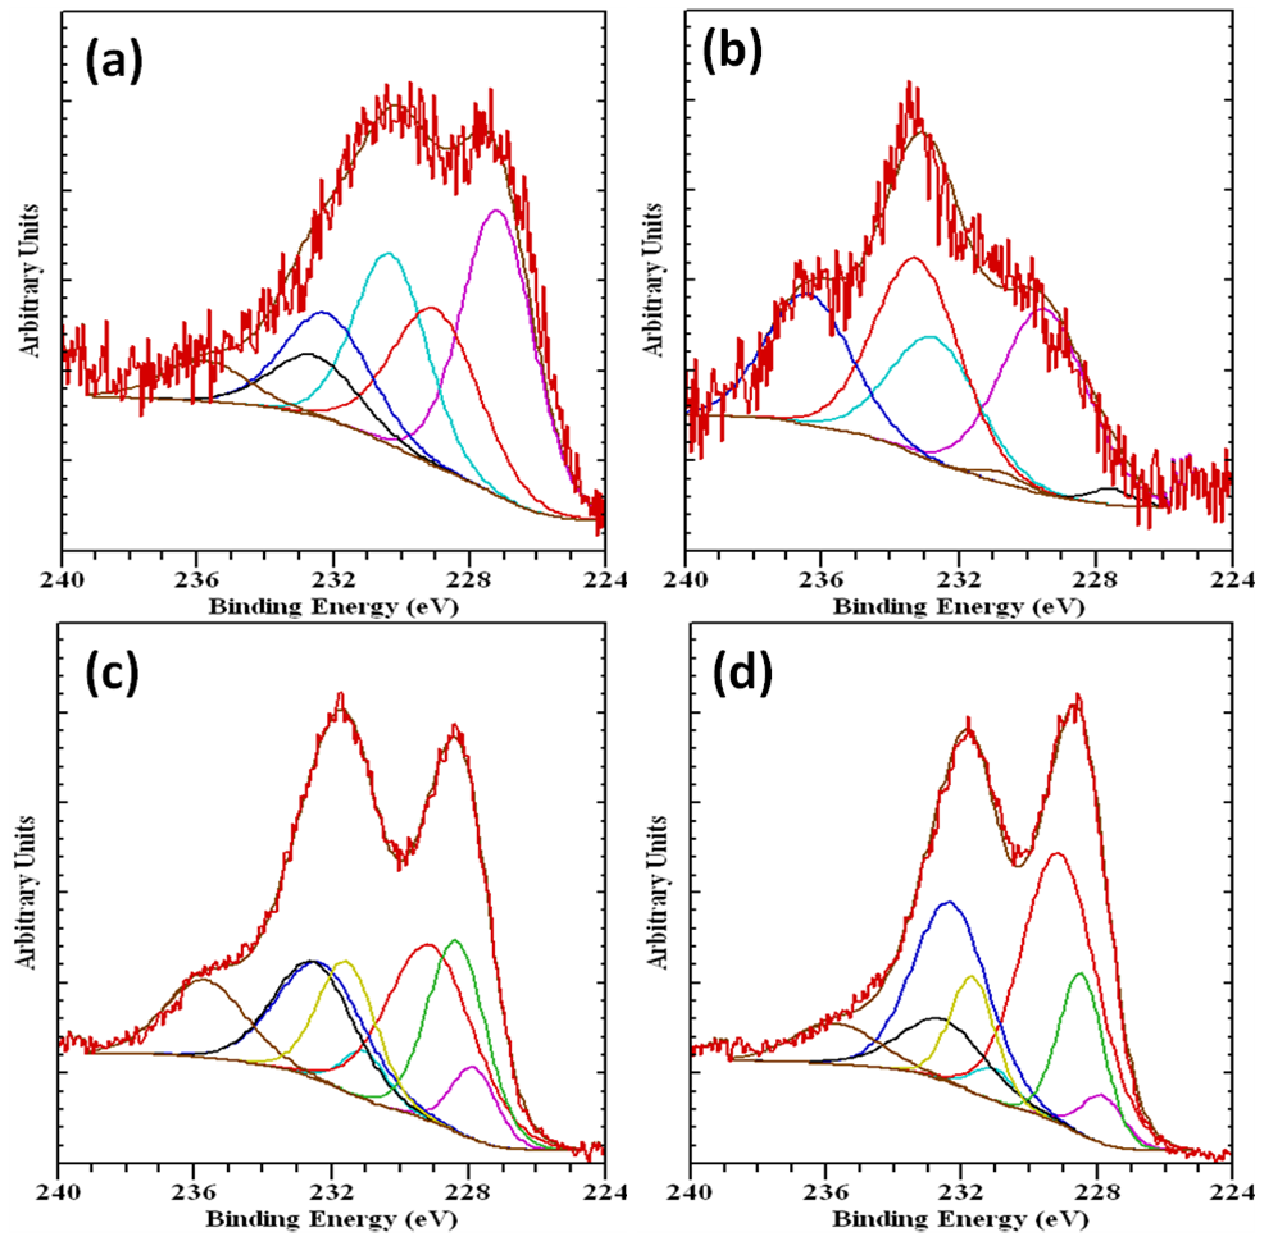 (a)
Arbitrary Units
240 236 232 228 224
Binding Energy (eV)
(b)
Arbitrary Units
240 236 232 228 224
Binding Energy (eV)
(c)
Arbitrary Units
240 236 232 228 224
Binding Energy (eV)
(d)
Arbitrary Units
240 236 232 228 224
Binding Energy (eV)